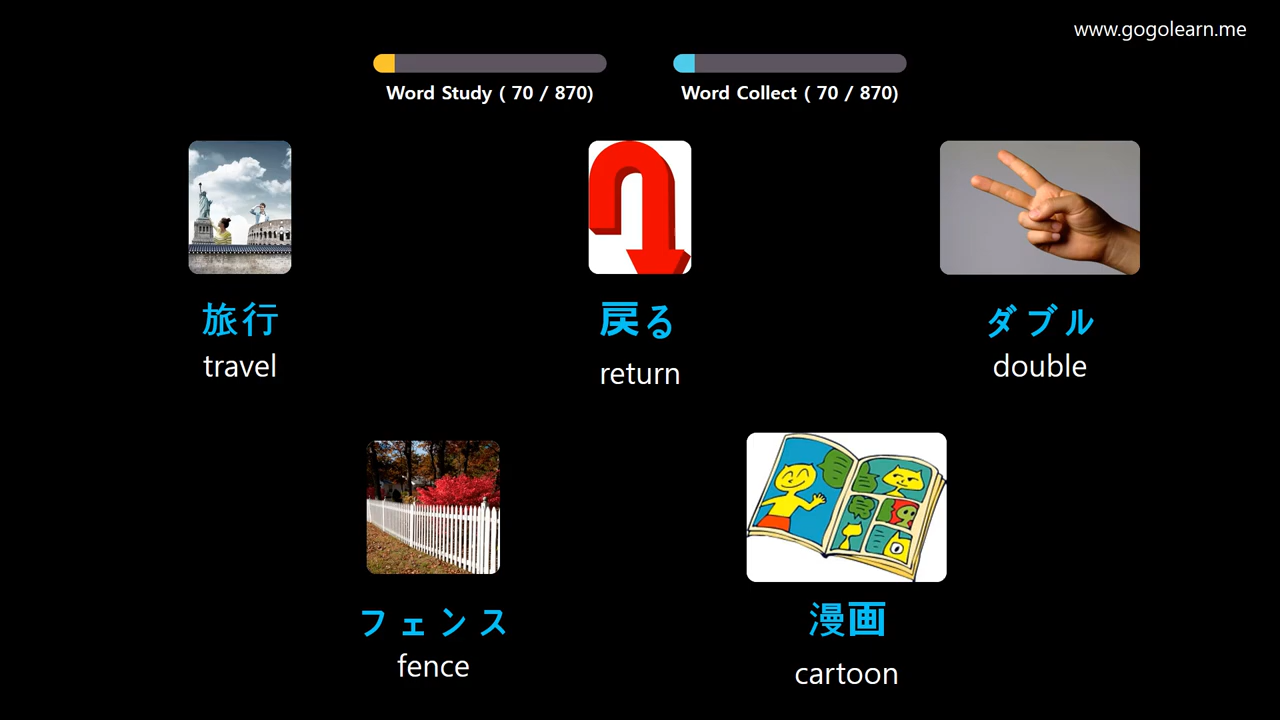 www.gogolearn.me
Word Study ( 70 / 870)
Word Collect ( 70 / 870)
旅行
travel
戻る
return
ダブル
double
フェンス
fence
漫画
cartoon